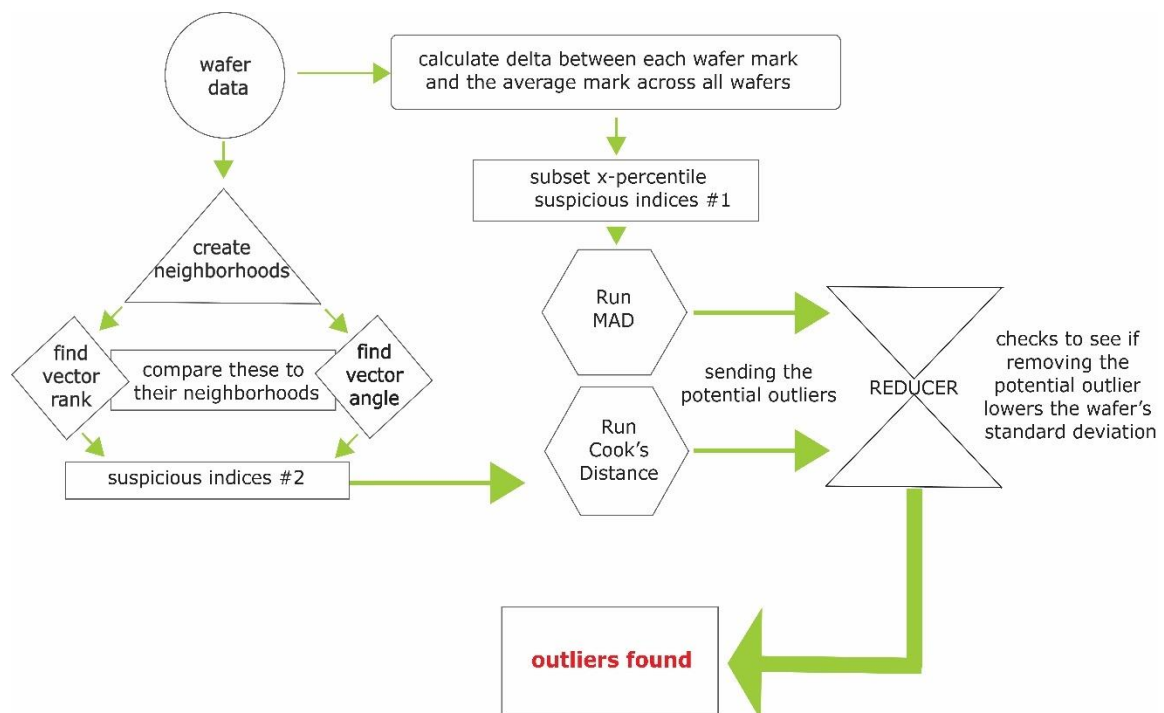 wafer
data
calculate delta between each wafer mark
and the average mark across all wafers
subset x-percentile
suspicious indices #1
create
neighborhoods
Run
MAD
find
vector
rank
compare these to
their neighborhoods
find
vector
angle
sending the
potential outliers
REDUCER
checks to see if
removing the
potential outlier
lowers the wafer’s
standard deviation
Run
Cook’s
Distance
suspicious indices #2
outliers found